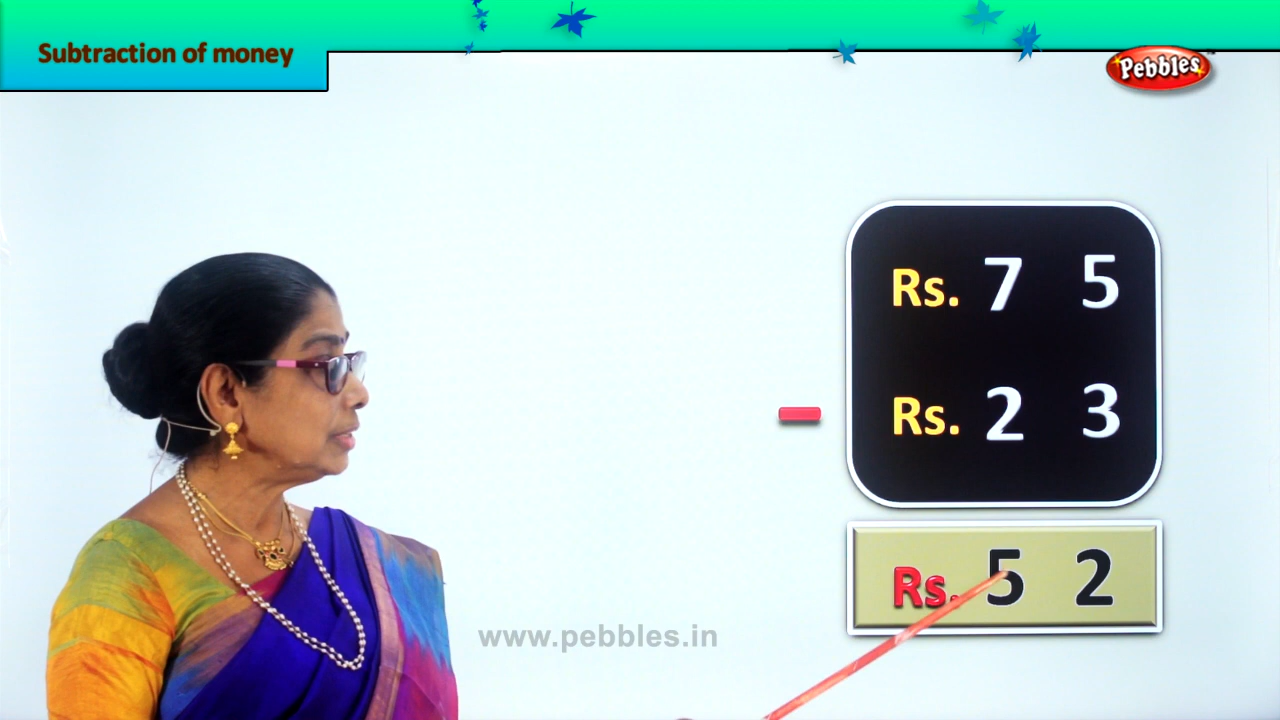 Subtraction of money
Pebbles
Rs. 7 5
- Rs. 2 3
Rs. 5 2
www.pebbles.in